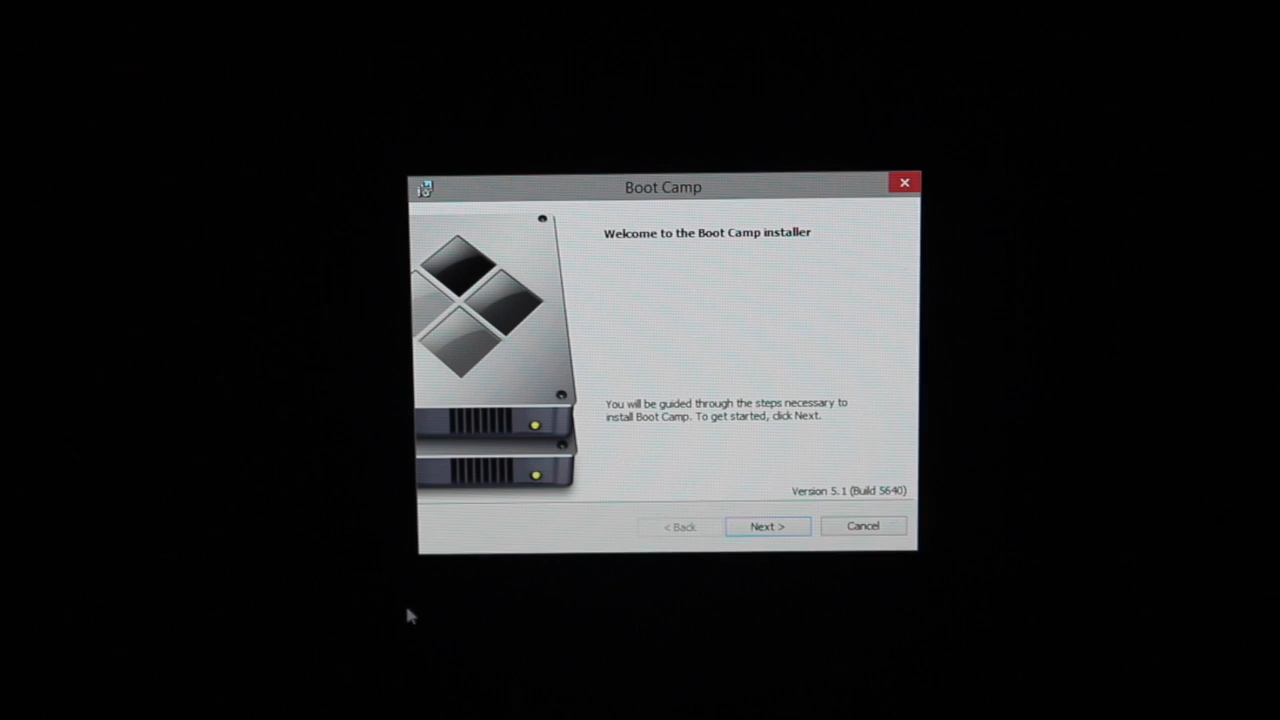 Boot Camp
Welcome to the Boot Camp installer
You will be guided through the steps necessary to
install Boot Camp. To get started, click Next.
Version 5.1 (Build 5640)
< Back
Next >
Cancel